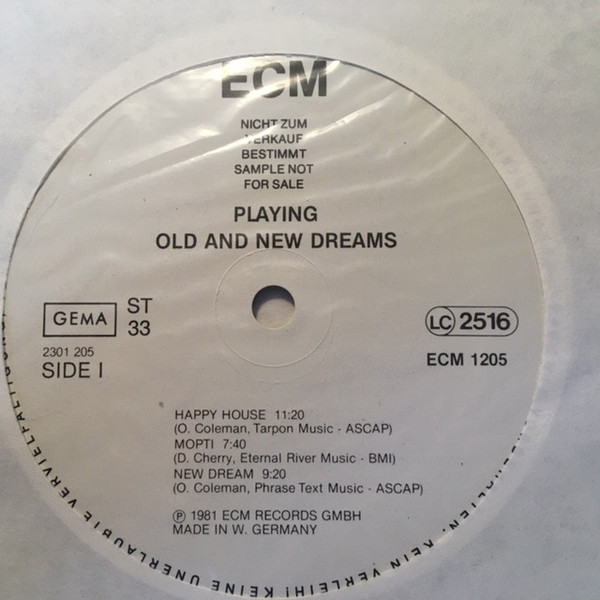 ECM
NICHT ZUM
VERKAUF
BESTIMMT
SAMPLE NOT
FOR SALE
PLAYING
OLD AND NEW DREAMS
GEMA
ST
33
LC 2516
2301 205
SIDE I
ECM 1205
HAPPY HOUSE 11:20
(O. Coleman, Tarpon Music - ASCAP)
MOPTI 7:40
(D. Cherry, Eternal River Music - BMI)
NEW DREAM 9:20
(O. Coleman, Phrase Text Music - ASCAP)
Ⓟ 1981 ECM RECORDS GMBH
MADE IN W. GERMANY
KEIN VERLEIH! KEINE UNERLAUBTE VERVIELFÄLTIGUNG